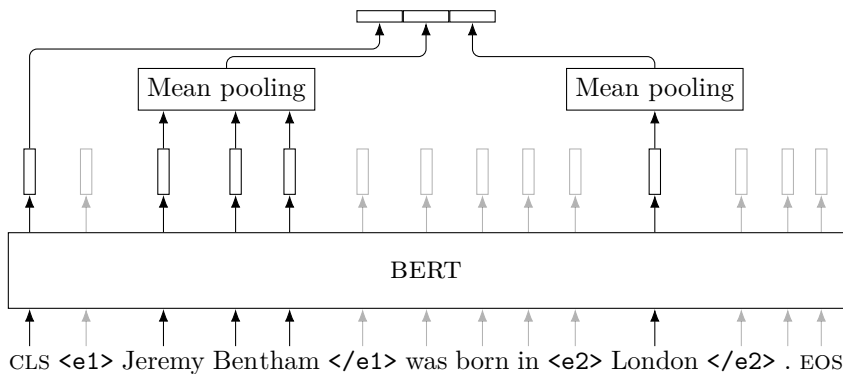 Mean pooling Mean pooling
BERT
CLS <e1> Jeremy Bentham </e1> was born in <e2> London </e2> . EOS